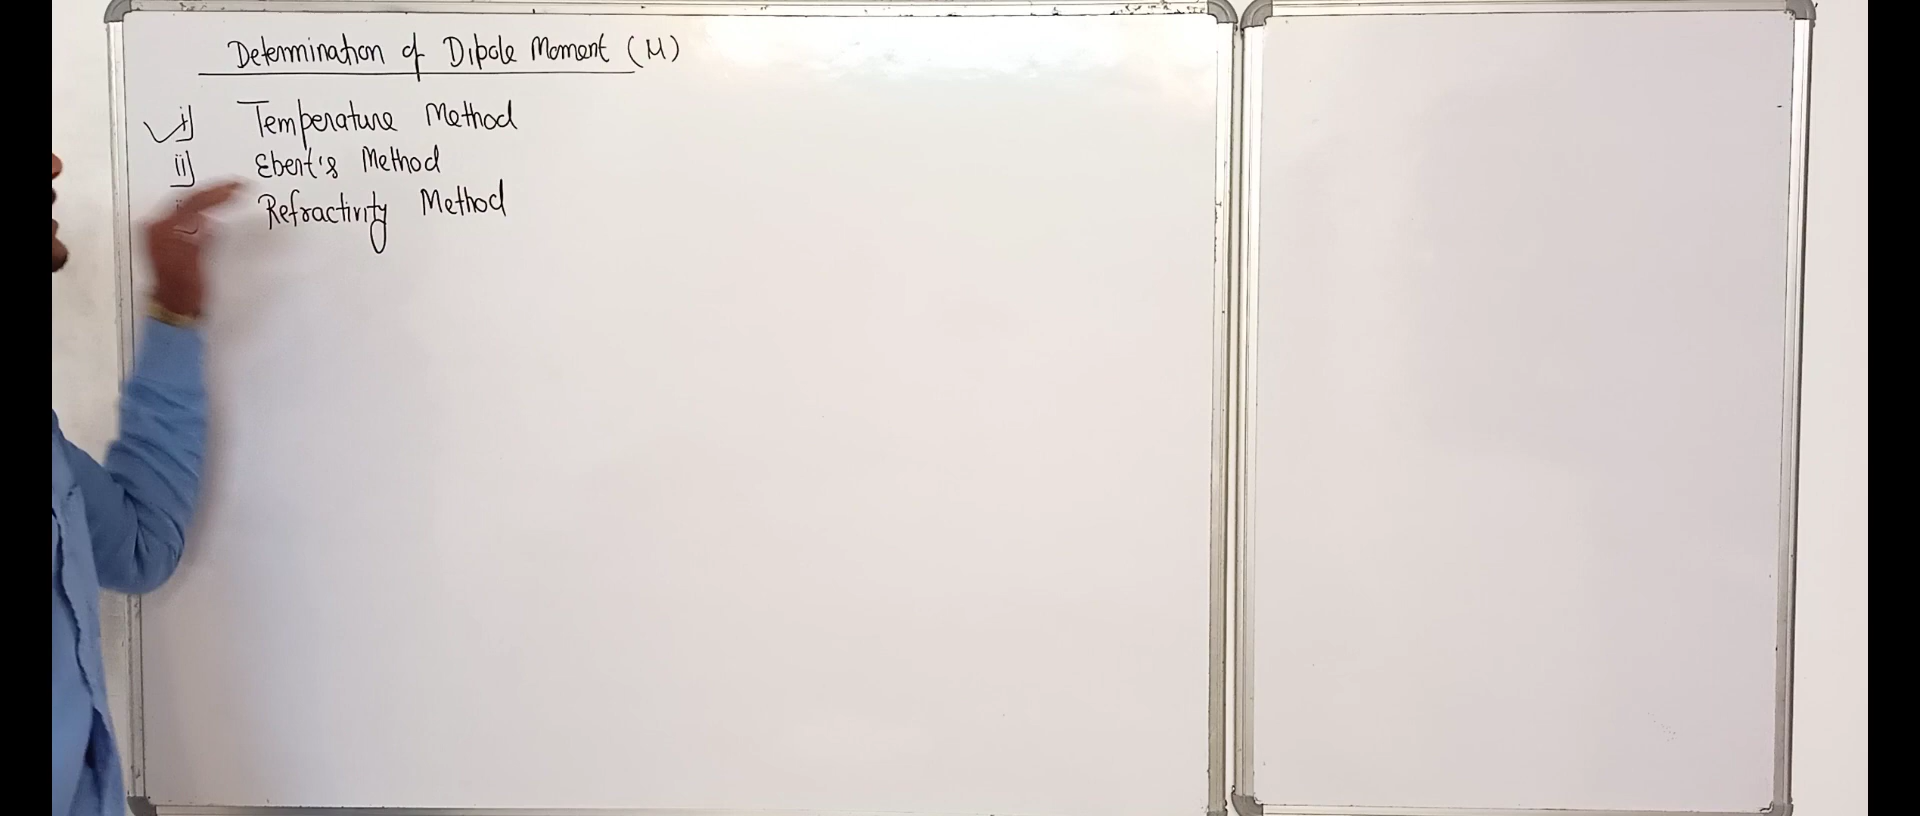 Determination of Dipole Moment (μ)
i) Temperature Method
ii) Ebert's Method
Refractivity Method